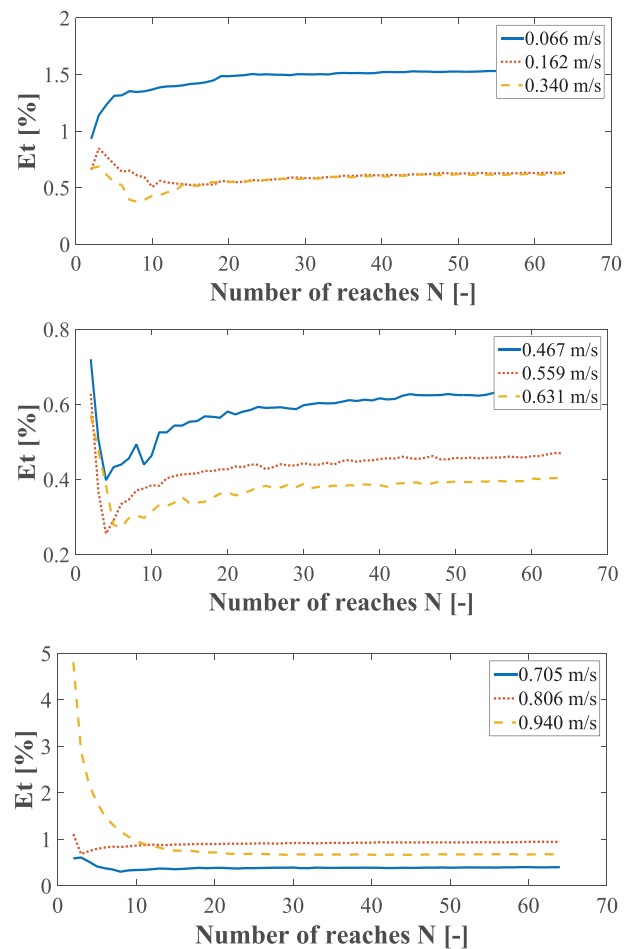 2
1.5
1
0.5
0
Et [%]
0.066 m/s
0.162 m/s
0.340 m/s
0 10 20 30 40 50 60 70
Number of reaches N [-]
0.8
0.6
0.4
0.2
Et [%]
0.467 m/s
0.559 m/s
0.631 m/s
0 10 20 30 40 50 60 70
Number of reaches N [-]
5
4
3
2
1
0
Et [%]
0.705 m/s
0.806 m/s
0.940 m/s
0 10 20 30 40 50 60 70
Number of reaches N [-]